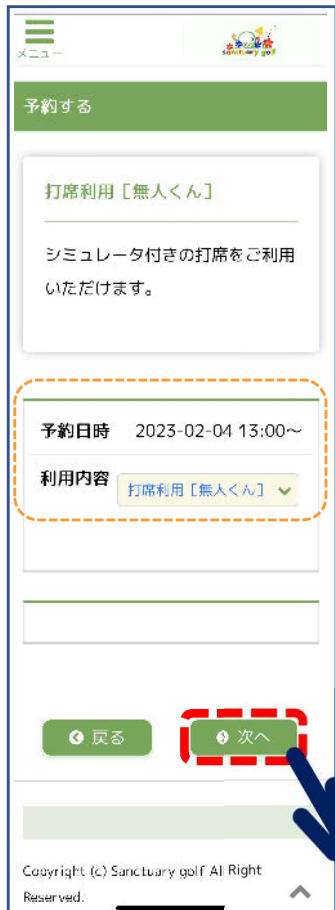 メニュー
Sanctuary golf
予約する
打席利用［無人くん］
シミュレータ付きの打席をご利用
いただけます。
予約日時 2023-02-04 13:00～
利用内容 打席利用［無人くん］
戻る 次へ
Copyright (c) Sanctuary golf All Right
Reserved.